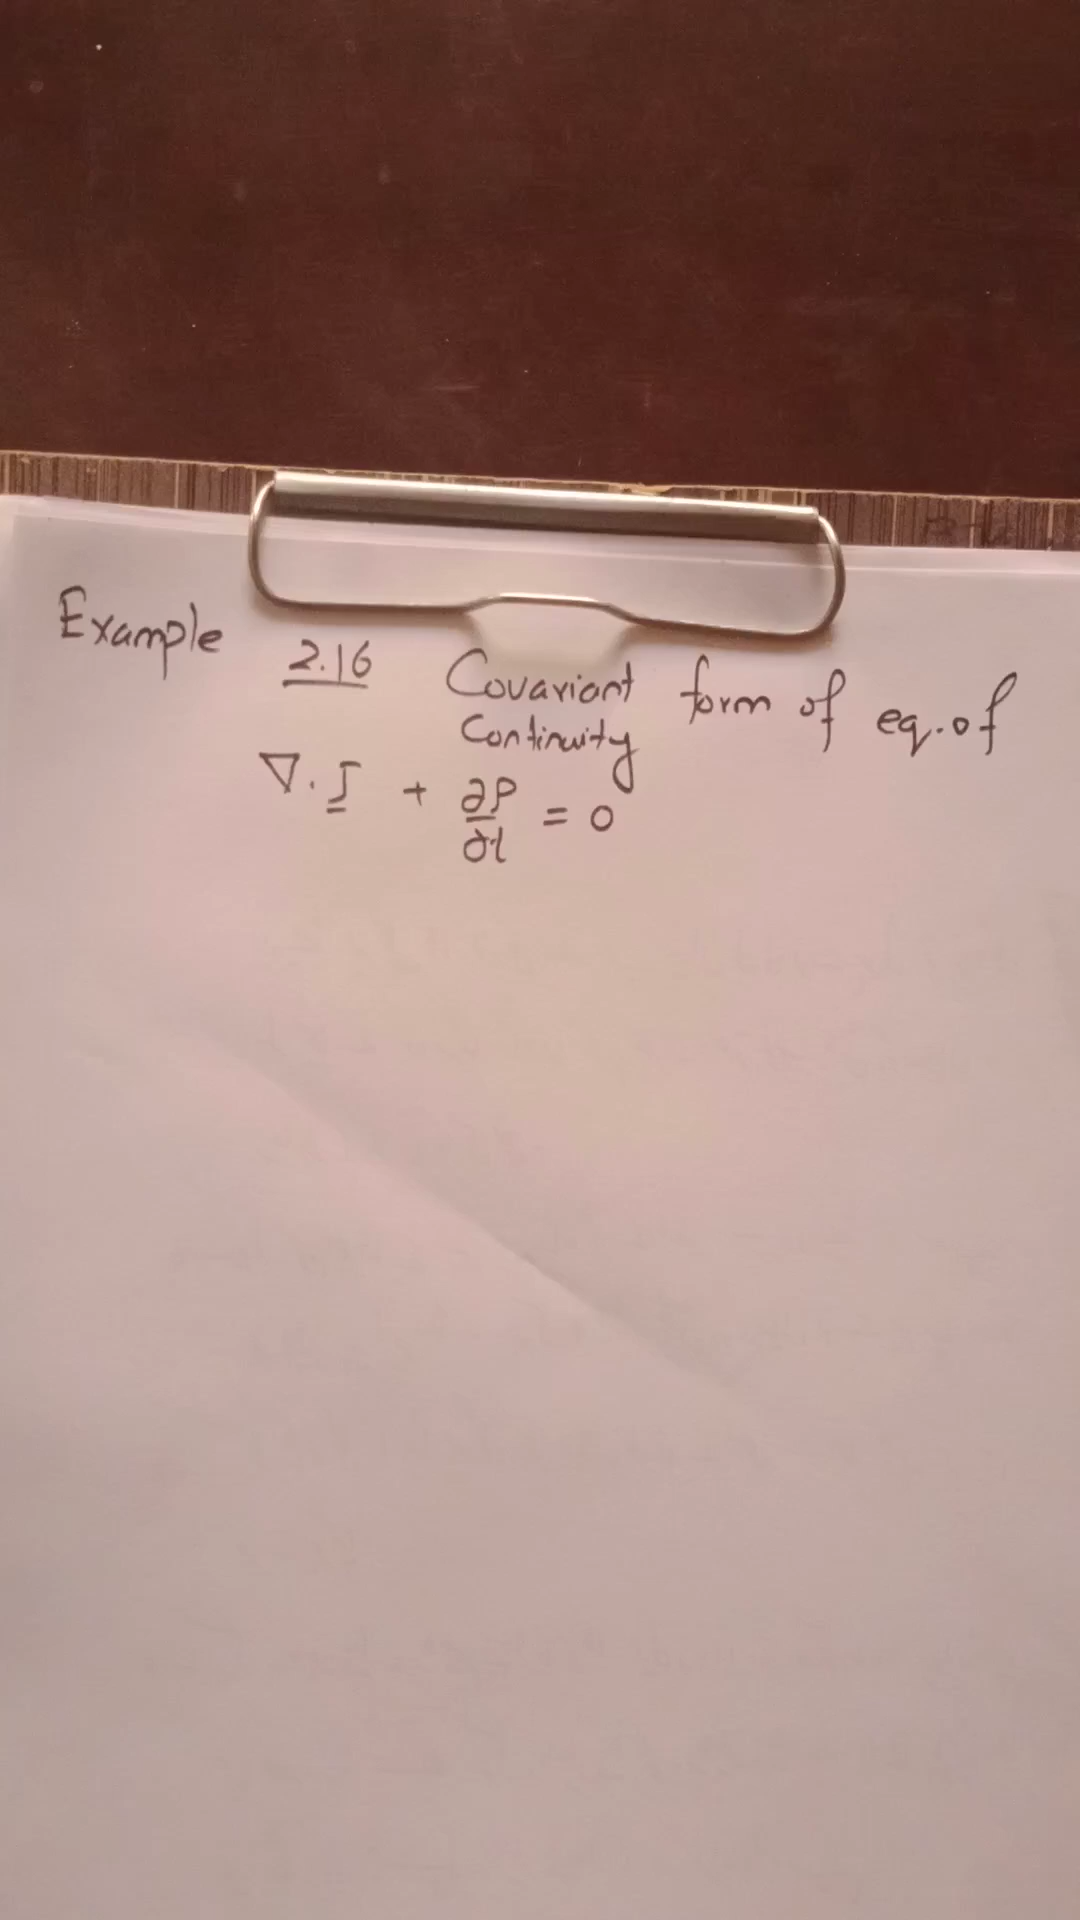 Example 2.16 Covariant form of eq. of
Continuity
∇. J + ∂ρ/∂t = 0